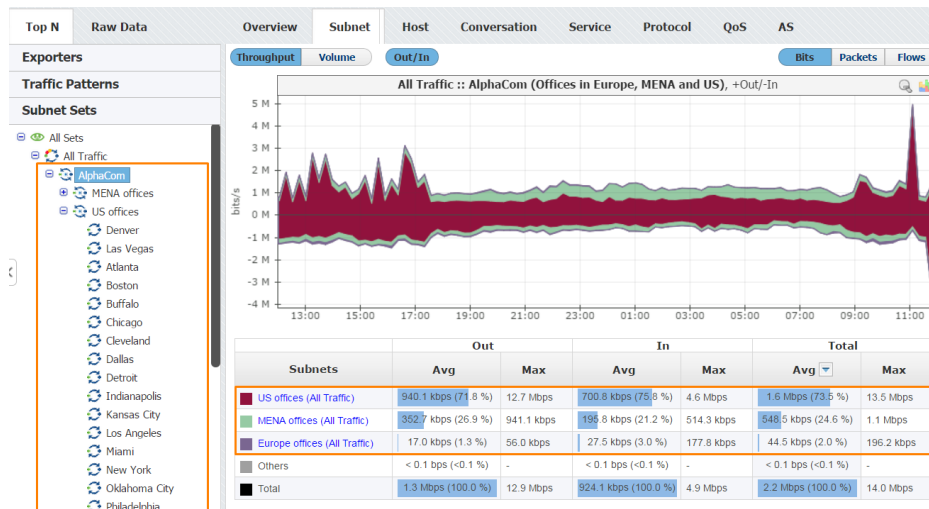 Top N Raw Data Overview Subnet Host Conversation Service Protocol QoS AS
Exporters
Traffic Patterns
Subnet Sets
All Sets
All Traffic
AlphaCom
MENA offices
US offices
Denver
Las Vegas
Atlanta
Boston
Buffalo
Chicago
Cleveland
Dallas
Detroit
Indianapolis
Kansas City
Los Angeles
Miami
New York
Oklahoma City
Philadelphia
Throughput Volume Out/In Bits Packets Flows
All Traffic :: AlphaCom (Offices in Europe, MENA and US), +Out/-In
bits/s
5 M
4 M
3 M
2 M
1 M
0 M
-1 M
-2 M
-3 M
-4 M
13:00 15:00 17:00 19:00 21:00 23:00 01:00 03:00 05:00 07:00 09:00 11:00
Out In Total
Subnets Avg Max Avg Max Avg Max
US offices (All Traffic) 940.1 kbps (71.8 %) 12.7 Mbps 700.8 kbps (75.8 %) 4.6 Mbps 1.6 Mbps (73.5 %) 13.5 Mbps
MENA offices (All Traffic) 352.7 kbps (26.9 %) 941.1 kbps 195.8 kbps (21.2 %) 514.3 kbps 548.5 kbps (24.6 %) 1.1 Mbps
Europe offices (All Traffic) 17.0 kbps (1.3 %) 56.0 kbps 27.5 kbps (3.0 %) 177.8 kbps 44.5 kbps (2.0 %) 196.2 kbps
Others < 0.1 bps (<0.1 %) - < 0.1 bps (<0.1 %) - < 0.1 bps (<0.1 %) -
Total 1.3 Mbps (100.0 %) 12.9 Mbps 924.1 kbps (100.0 %) 4.9 Mbps 2.2 Mbps (100.0 %) 14.0 Mbps